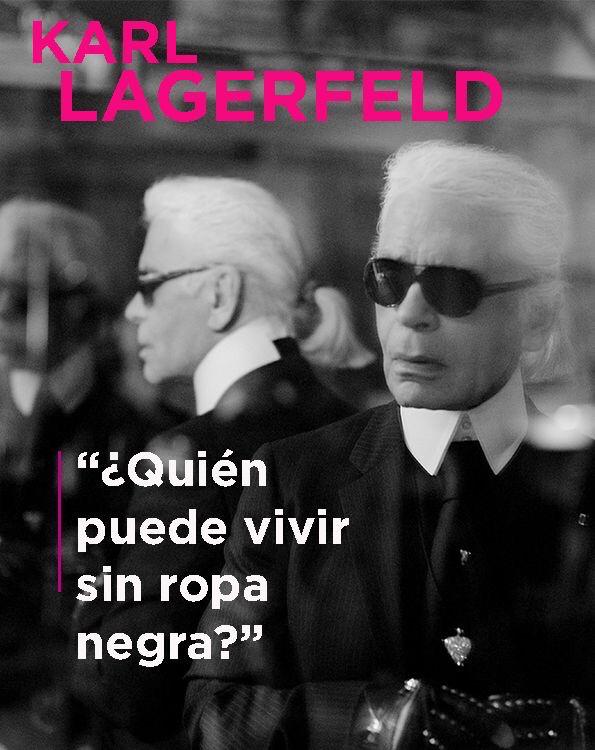 KARL
LAGERFELD
“¿Quién
puede vivir
sin ropa
negra?”